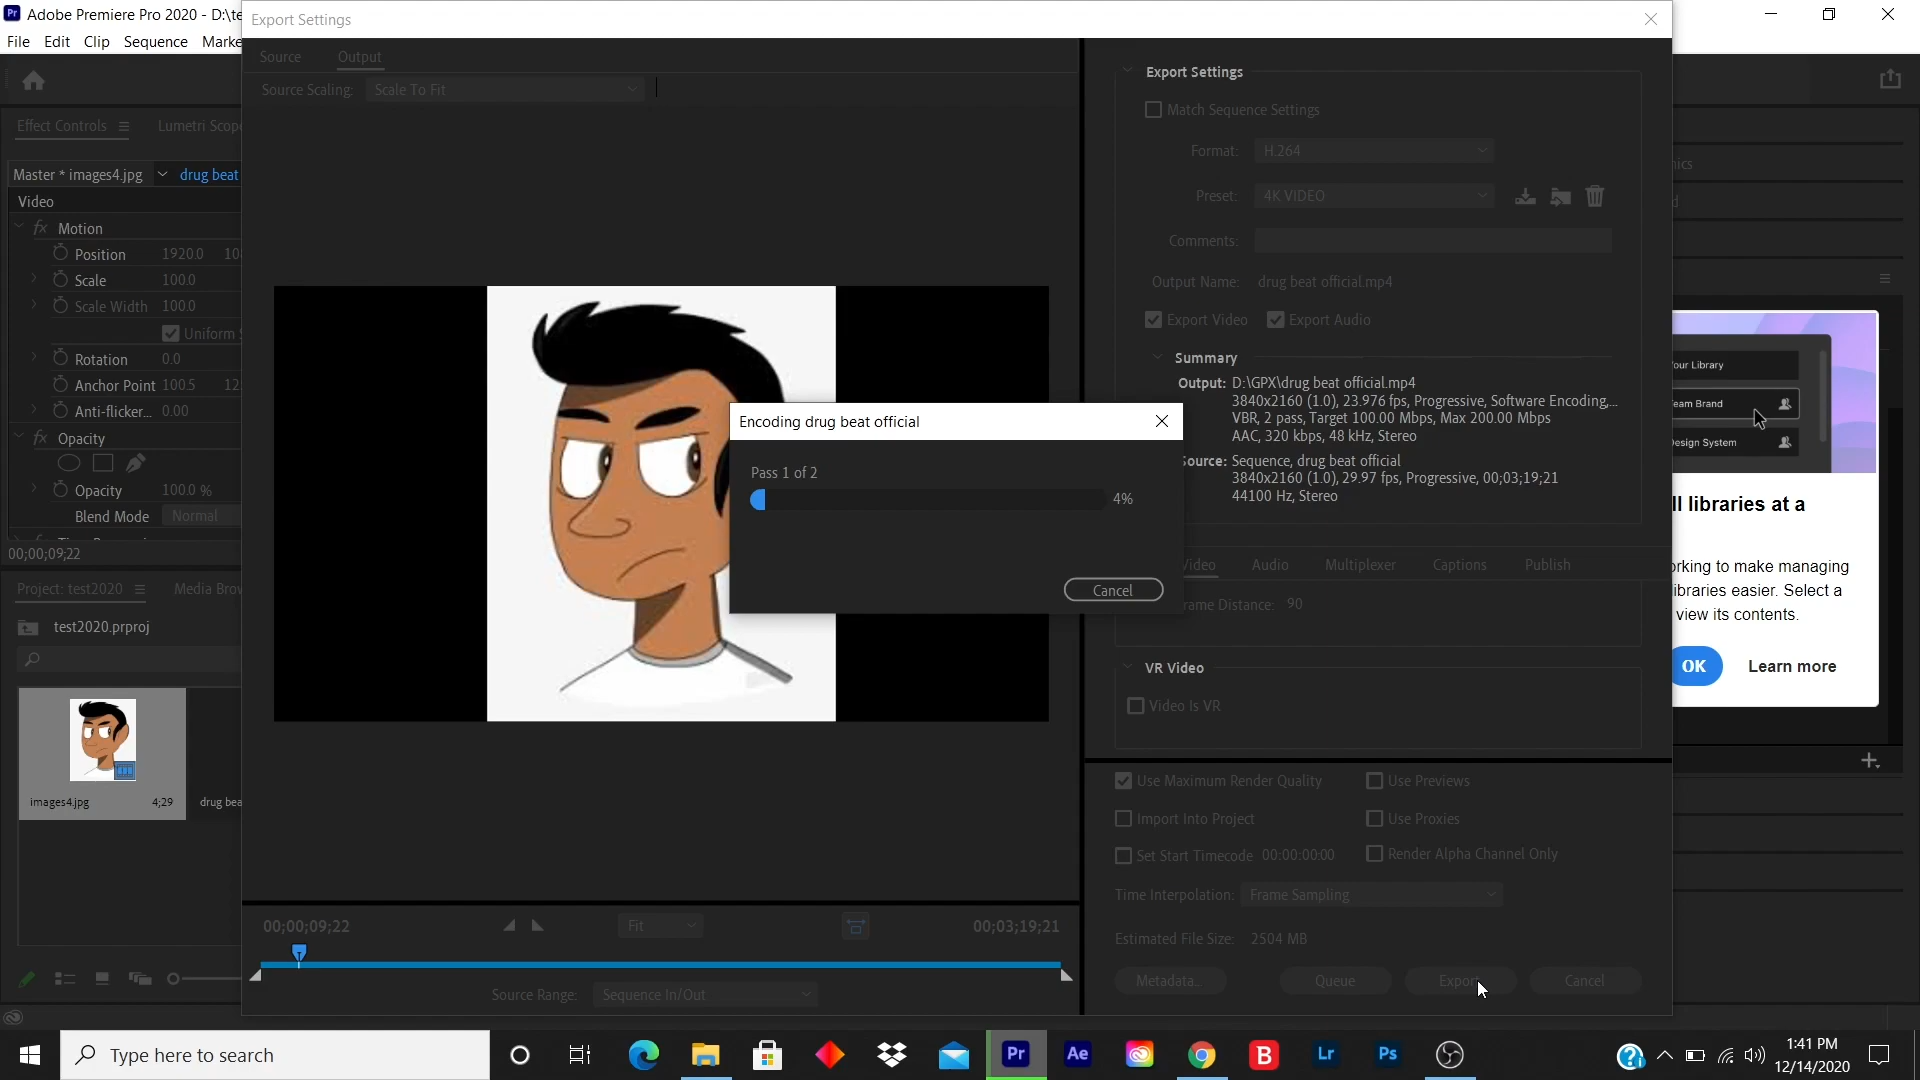 Adobe Premiere Pro 2020 - D:\te
File Edit Clip Sequence Marke
Export Settings
Source Output
Source Scaling: Scale To Fit
Effect Controls Lumetri Scope
Master * images4.jpg drug beat
Video
fx Motion
Position 1920.0 108
Scale 100.0
Scale Width 100.0
Uniform S
Rotation 0.0
Anchor Point 100.5 12
Anti-flicker... 0.00
fx Opacity
Opacity 100.0 %
Blend Mode Normal
00;00;09;22
Project: test2020 Media Brow
test2020.prproj
images4.jpg 4;29 drug bea
Encoding drug beat official
Pass 1 of 2
4%
Cancel
00;00;09;22 Fit 00;03;19;21
Source Range: Sequence In/Out
Export Settings
Match Sequence Settings
Format: H.264
Preset: 4K VIDEO
Comments:
Output Name: drug beat official.mp4
Export Video Export Audio
Summary
Output: D:\GPX\drug beat official.mp4
3840x2160 (1.0), 23.976 fps, Progressive, Software Encoding,...
VBR, 2 pass, Target 100.00 Mbps, Max 200.00 Mbps
AAC, 320 kbps, 48 kHz, Stereo
Source: Sequence, drug beat official
3840x2160 (1.0), 29.97 fps, Progressive, 00;03;19;21
44100 Hz, Stereo
Video Audio Multiplexer Captions Publish
rame Distance: 90
VR Video
Video Is VR
Use Maximum Render Quality Use Previews
Import Into Project Use Proxies
Set Start Timecode 00:00:00:00 Render Alpha Channel Only
Time Interpolation: Frame Sampling
Estimated File Size: 2504 MB
Metadata... Queue Export Cancel
ics
d
our Library
eam Brand
esign System
ll libraries at a
rking to make managing
ibraries easier. Select a
view its contents.
OK Learn more
Type here to search
Pr Ae B Lr Ps
1:41 PM
12/14/2020